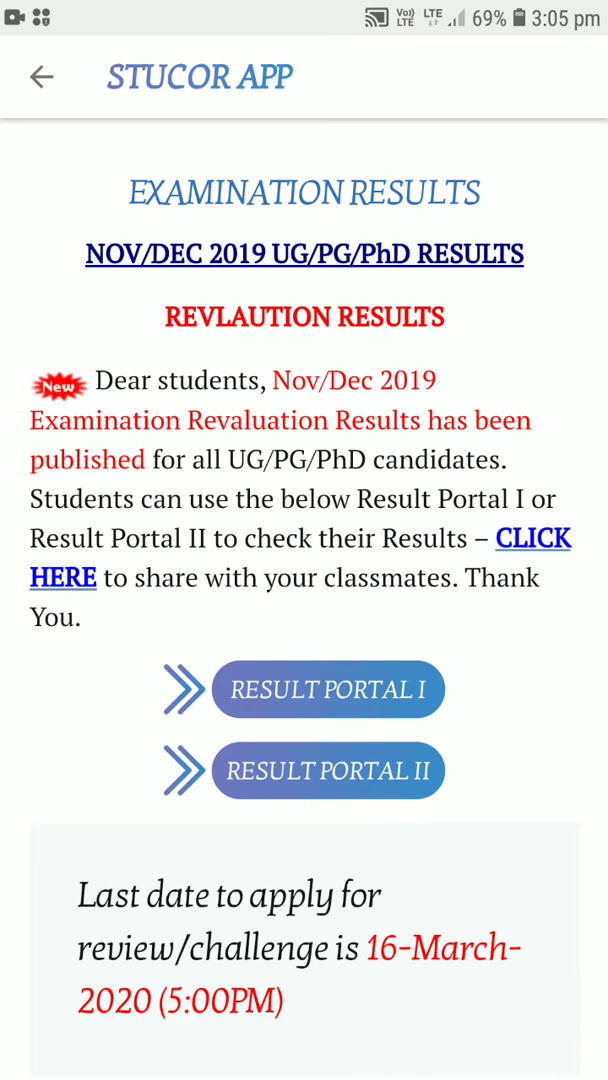 Vo)) LTE LTE 69% 3:05 pm
STUCOR APP
EXAMINATION RESULTS
NOV/DEC 2019 UG/PG/PhD RESULTS
REVLAUTION RESULTS
New Dear students, Nov/Dec 2019
Examination Revaluation Results has been
published for all UG/PG/PhD candidates.
Students can use the below Result Portal I or
Result Portal II to check their Results – CLICK
HERE to share with your classmates. Thank
You.
RESULT PORTAL I
RESULT PORTAL II
Last date to apply for
review/challenge is 16-March-
2020 (5:00PM)